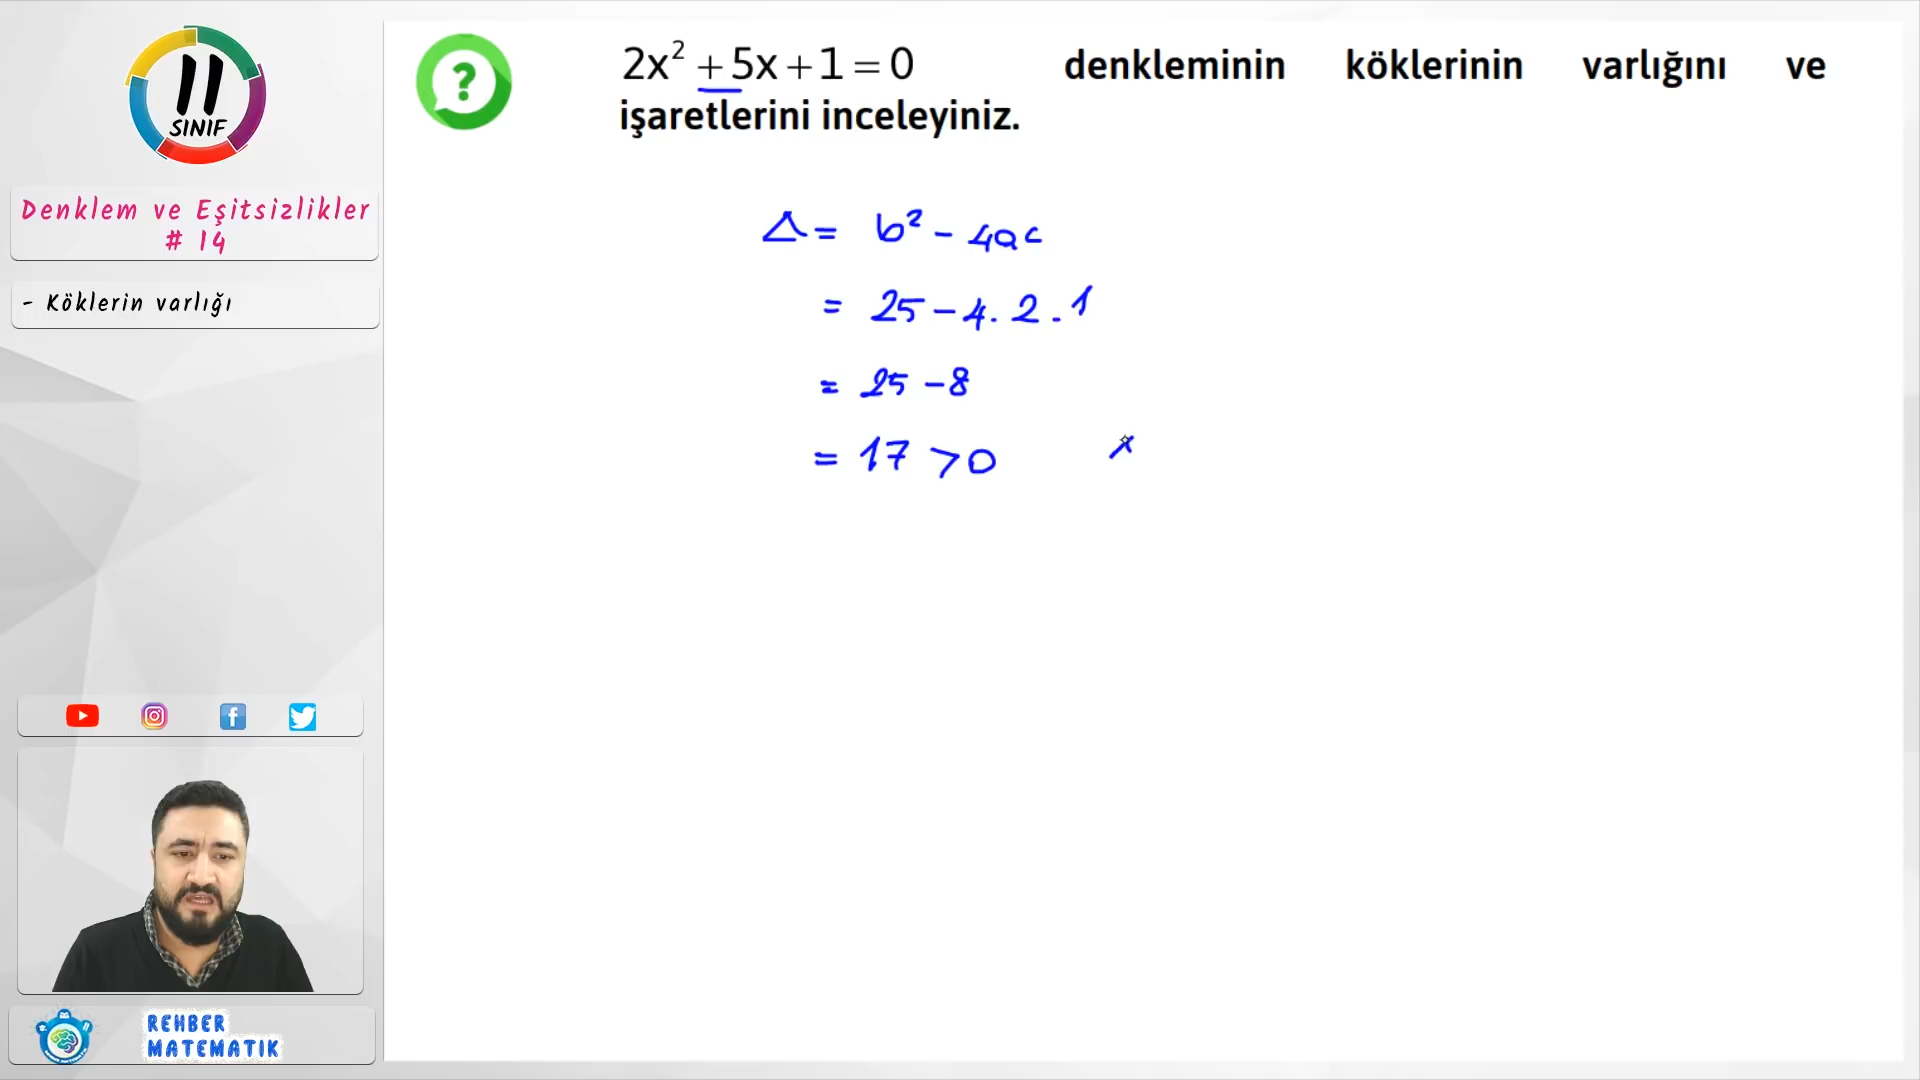 11
SINIF
Denklem ve Eşitsizlikler
# 14
- Köklerin varlığı
REHBER
MATEMATİK
?
2x² +5x+1=0 denkleminin köklerinin varlığını ve
işaretlerini inceleyiniz.
Δ = b² - 4ac
= 25 - 4. 2 . 1
= 25 - 8
= 17 > 0